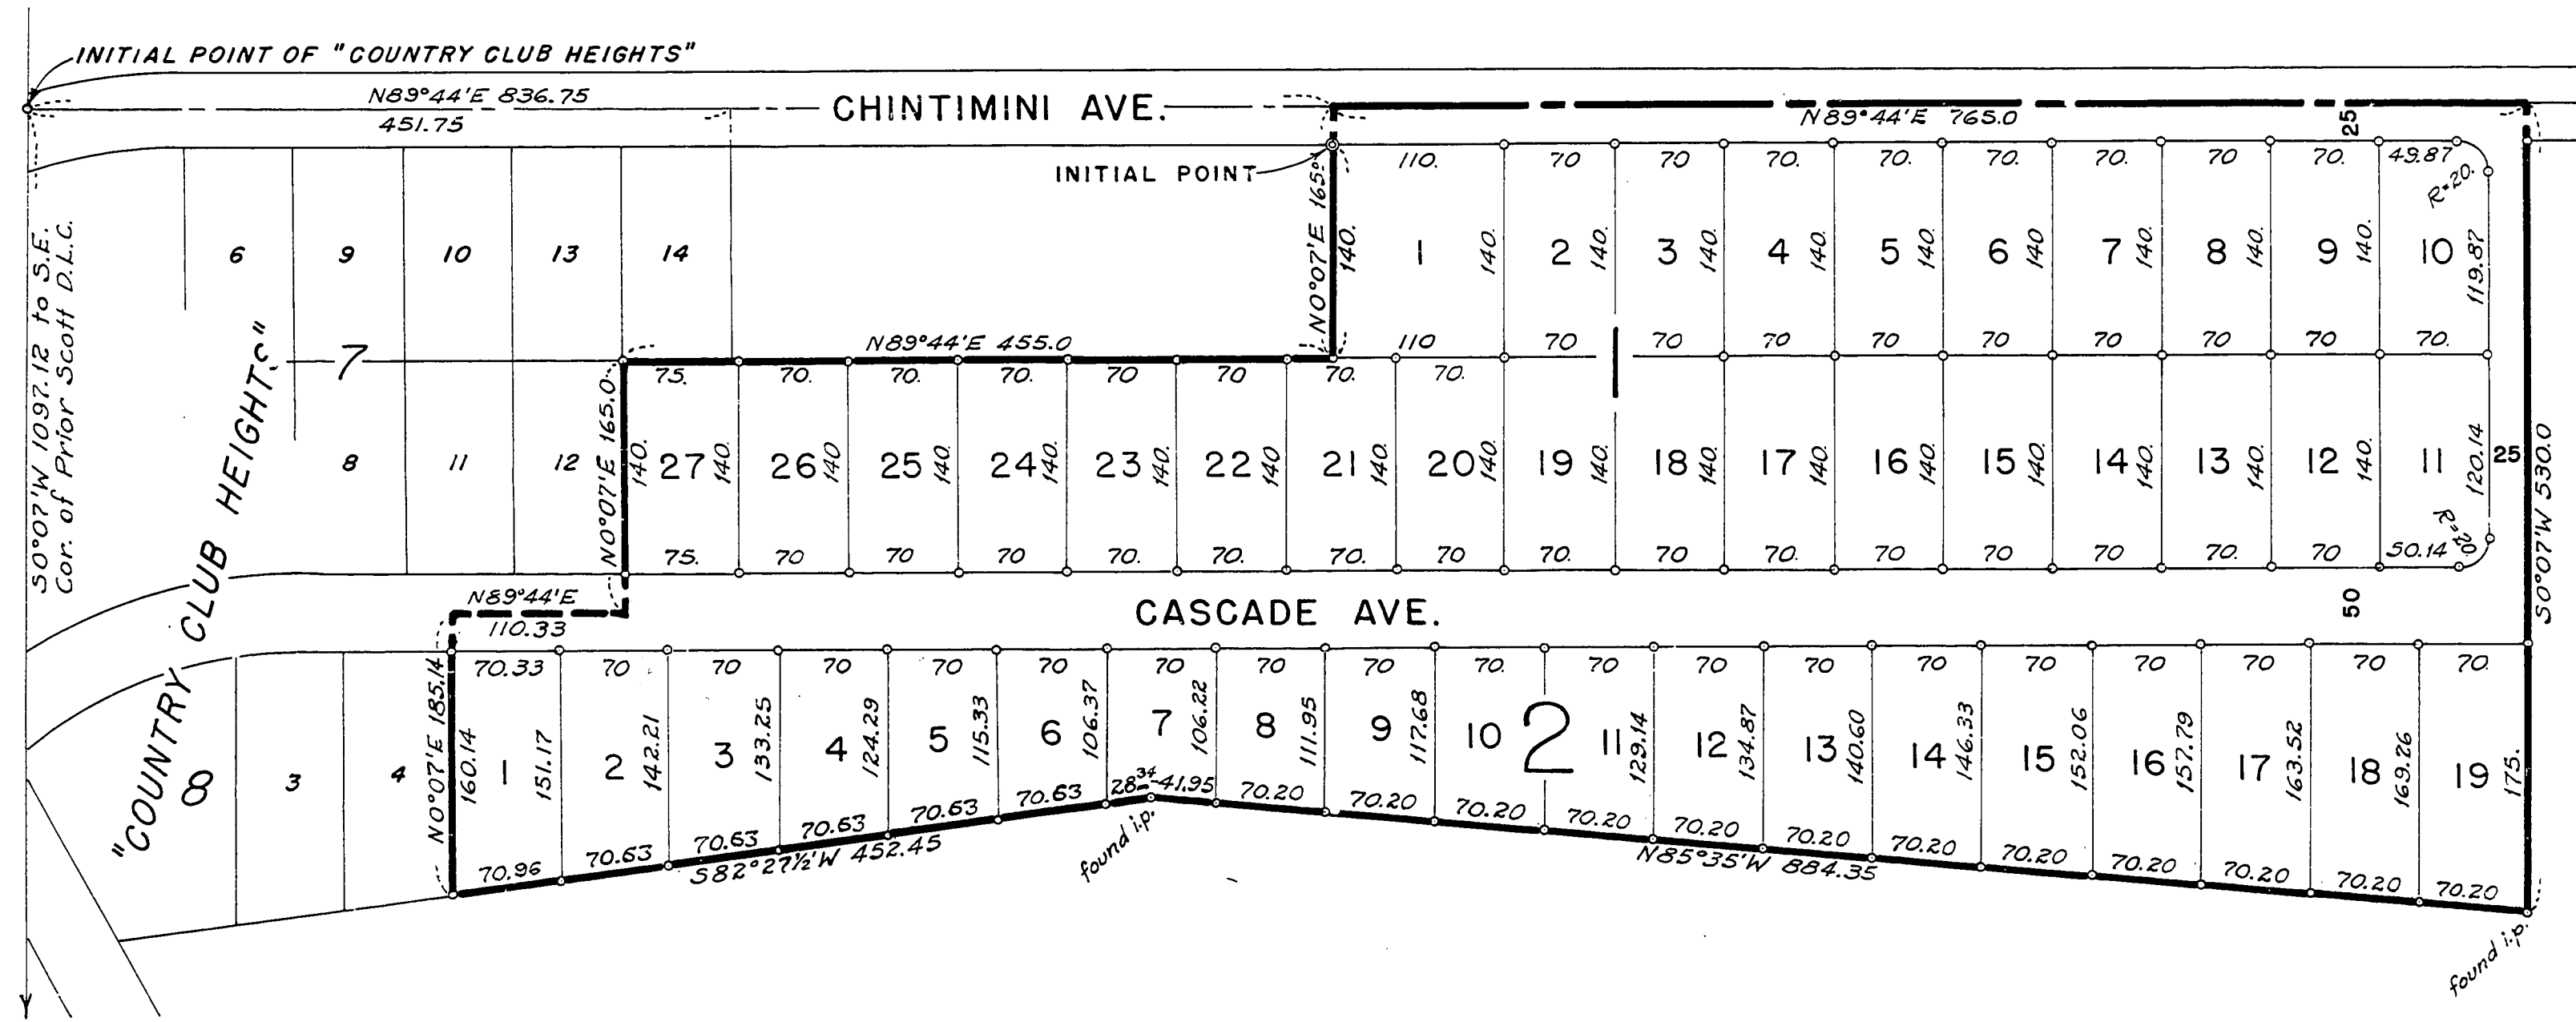 INITIAL POINT OF "COUNTRY CLUB HEIGHTS"
N89°44'E 836.75
451.75
CHINTIMINI AVE.
N89°44'E 765.0
25
INITIAL POINT
110. 70 70 70. 70. 70. 70. 70 70. 49.87
R=20.
S0°07'W 1097.12 to S.E.
Cor. of Prior Scott D.L.C.
6 9 10 13 14
N0°07'E 165.0
140. 1 140. 2 140. 3 140. 4 140. 5 140. 6 140 7 140. 8 140. 9 140. 10 119.87
7
N89°44'E 455.0
110 70 70 70 70 70 70 70 70 70.
75. 70. 70. 70. 70 70 70. 70.
1
"COUNTRY CLUB HEIGHTS"
8 11 12
N0°07'E 165.0
140. 27 140. 26 140 25 140. 24 140. 23 140. 22 140 21 140. 20 140. 19 140. 18 140. 17 140. 16 140. 15 140. 14 140. 13 140. 12 140. 11 120.14
25
S0°07'W 530.0
R=20.
75. 70 70 70 70. 70. 70. 70 70. 70 70 70 70 70 70. 70 50.14
N89°44'E
110.33
CASCADE AVE.
50
70.33 70 70 70 70 70 70 70 70 70. 70 70 70 70 70 70 70 70 70.
N0°07'E 185.14
8 3 4
160.14 1 151.17 2 142.21 3 133.25 4 124.29 5 115.33 6 106.37 7 106.22 8 111.95 9 117.68 10 2 11 129.14 12 134.87 13 140.60 14 146.33 15 152.06 16 157.79 17 163.52 18 169.26 19 175.
70.96 70.63 70.63 70.63 70.63 70.63 28.34 41.95 70.20 70.20 70.20 70.20 70.20 70.20 70.20 70.20 70.20 70.20 70.20 70.20
S82°27½'W 452.45
found i.p.
N85°35'W 884.35
found i.p.